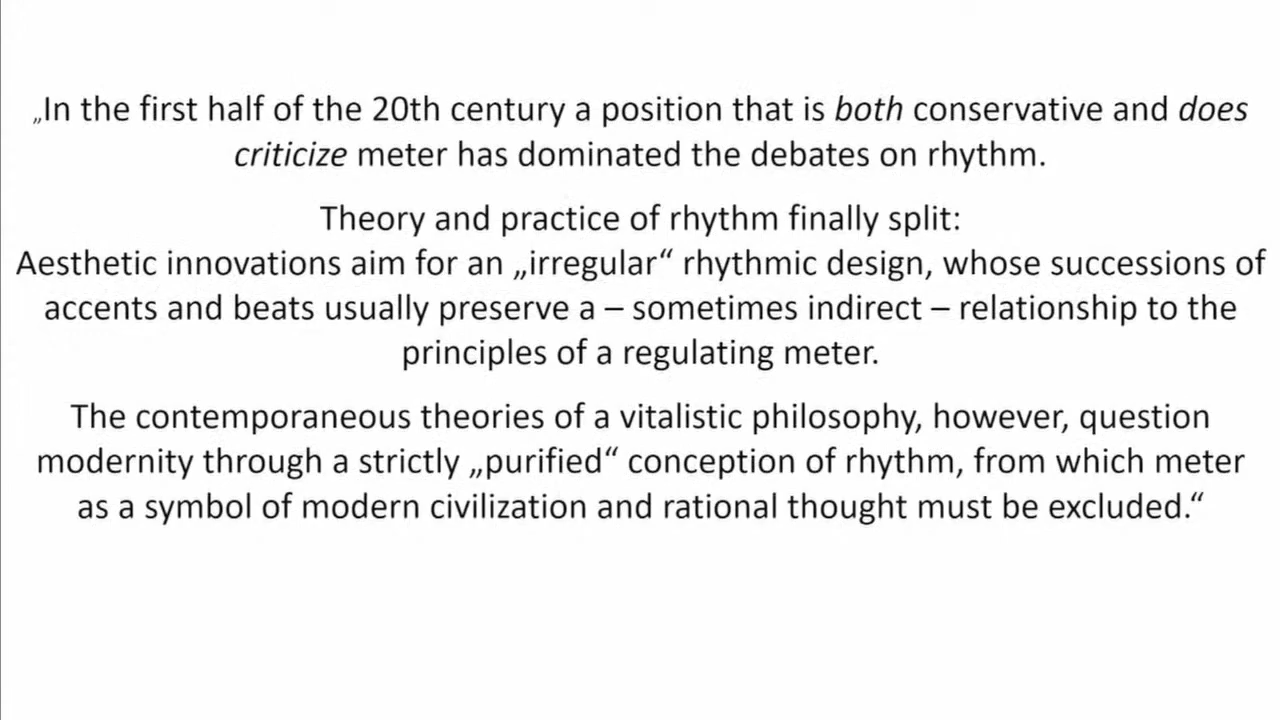 „In the first half of the 20th century a position that is both conservative and does
criticize meter has dominated the debates on rhythm.
Theory and practice of rhythm finally split:
Aesthetic innovations aim for an „irregular“ rhythmic design, whose successions of
accents and beats usually preserve a – sometimes indirect – relationship to the
principles of a regulating meter.
The contemporaneous theories of a vitalistic philosophy, however, question
modernity through a strictly „purified“ conception of rhythm, from which meter
as a symbol of modern civilization and rational thought must be excluded.“